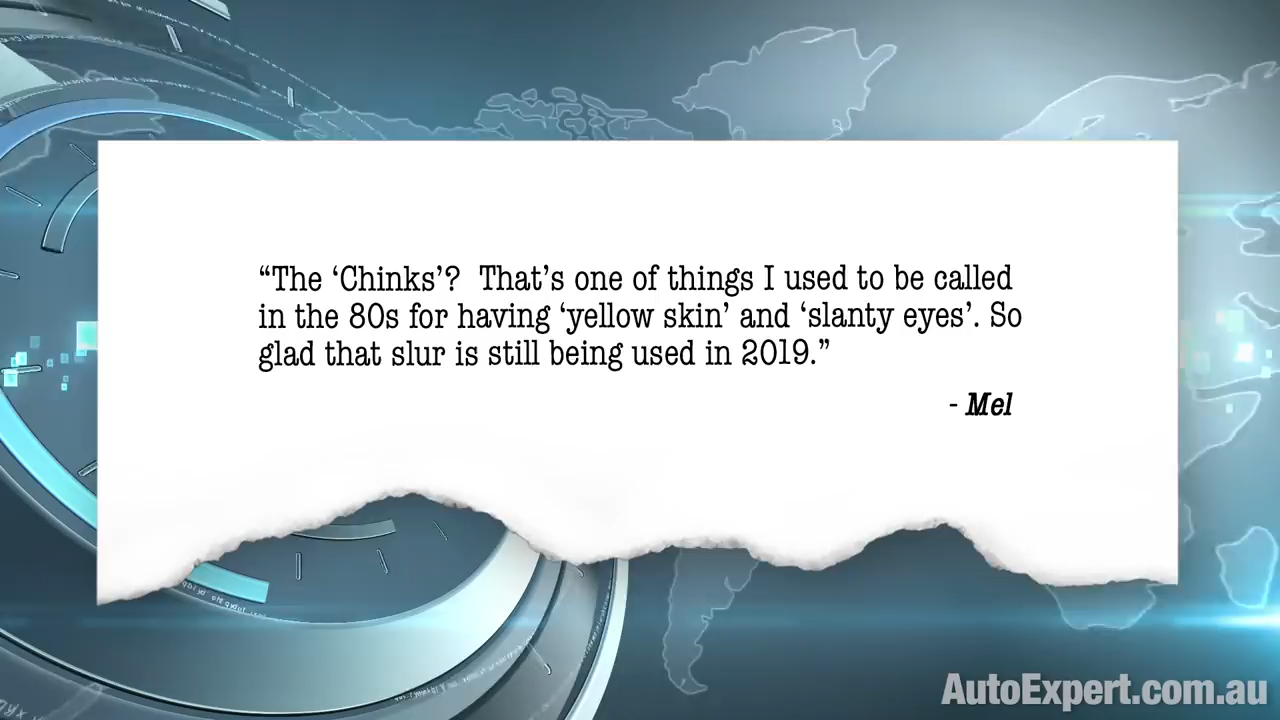 “The ‘Chinks’?  That’s one of things I used to be called
in the 80s for having ‘yellow skin’ and ‘slanty eyes’. So
glad that slur is still being used in 2019.”
- Mel
AutoExpert.com.au